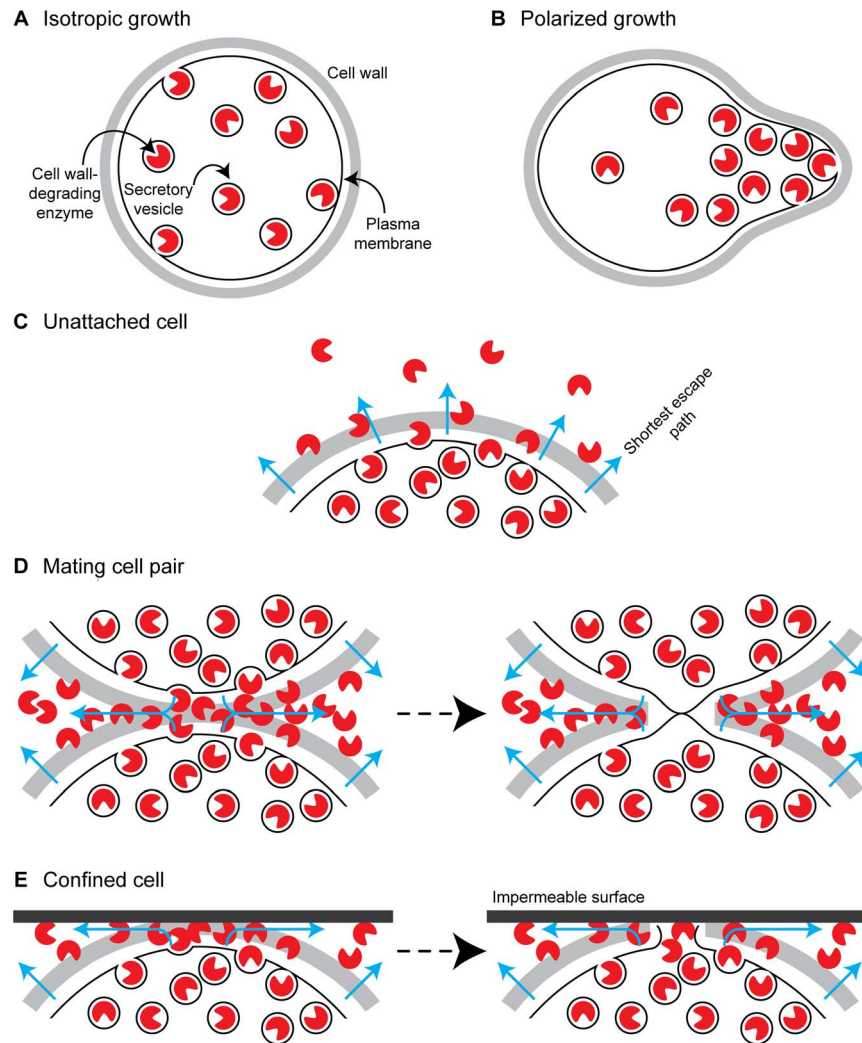 A Isotropic growth
B Polarized growth
Cell wall
Cell wall-
degrading
enzyme
Secretory
vesicle
Plasma
membrane
C Unattached cell
Shortest escape
path
D Mating cell pair
E Confined cell
Impermeable surface